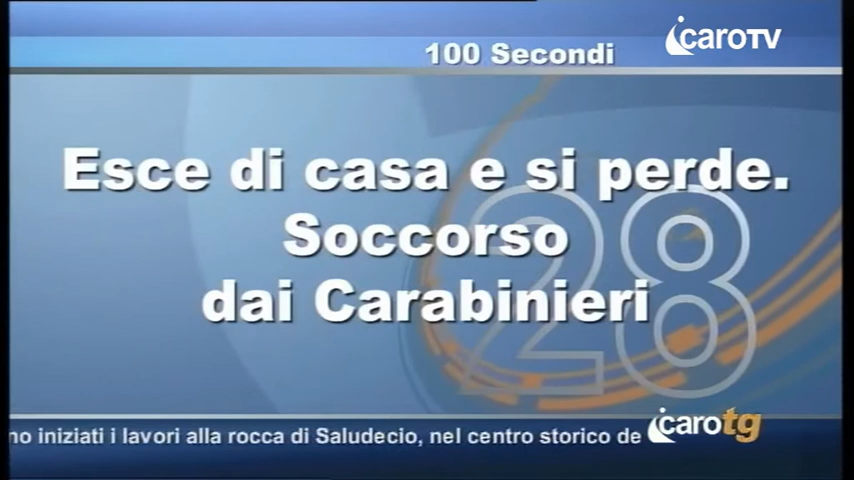 icaroTV
100 Secondi
Esce di casa e si perde.
Soccorso
dai Carabinieri
28
no iniziati i lavori alla rocca di Saludecio, nel centro storico de
icarotg